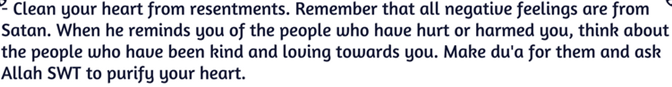 - Clean your heart from resentments. Remember that all negative feelings are from
Satan. When he reminds you of the people who have hurt or harmed you, think about
the people who have been kind and loving towards you. Make du'a for them and ask
Allah SWT to purify your heart.